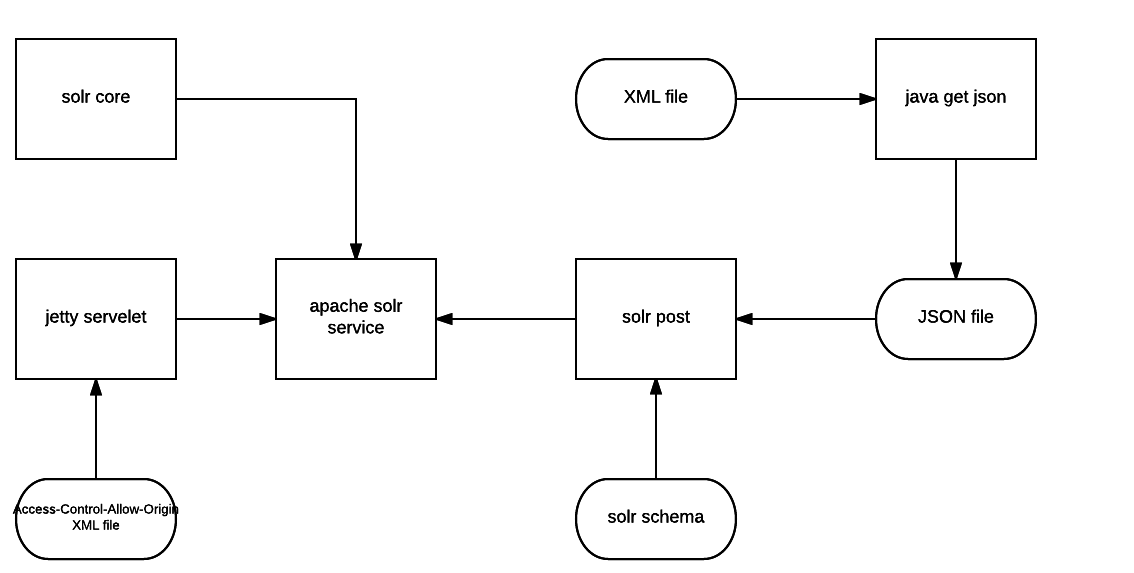 solr core
XML file
java get json
jetty servelet
apache solr
service
solr post
JSON file
Access-Control-Allow-Origin
XML file
solr schema